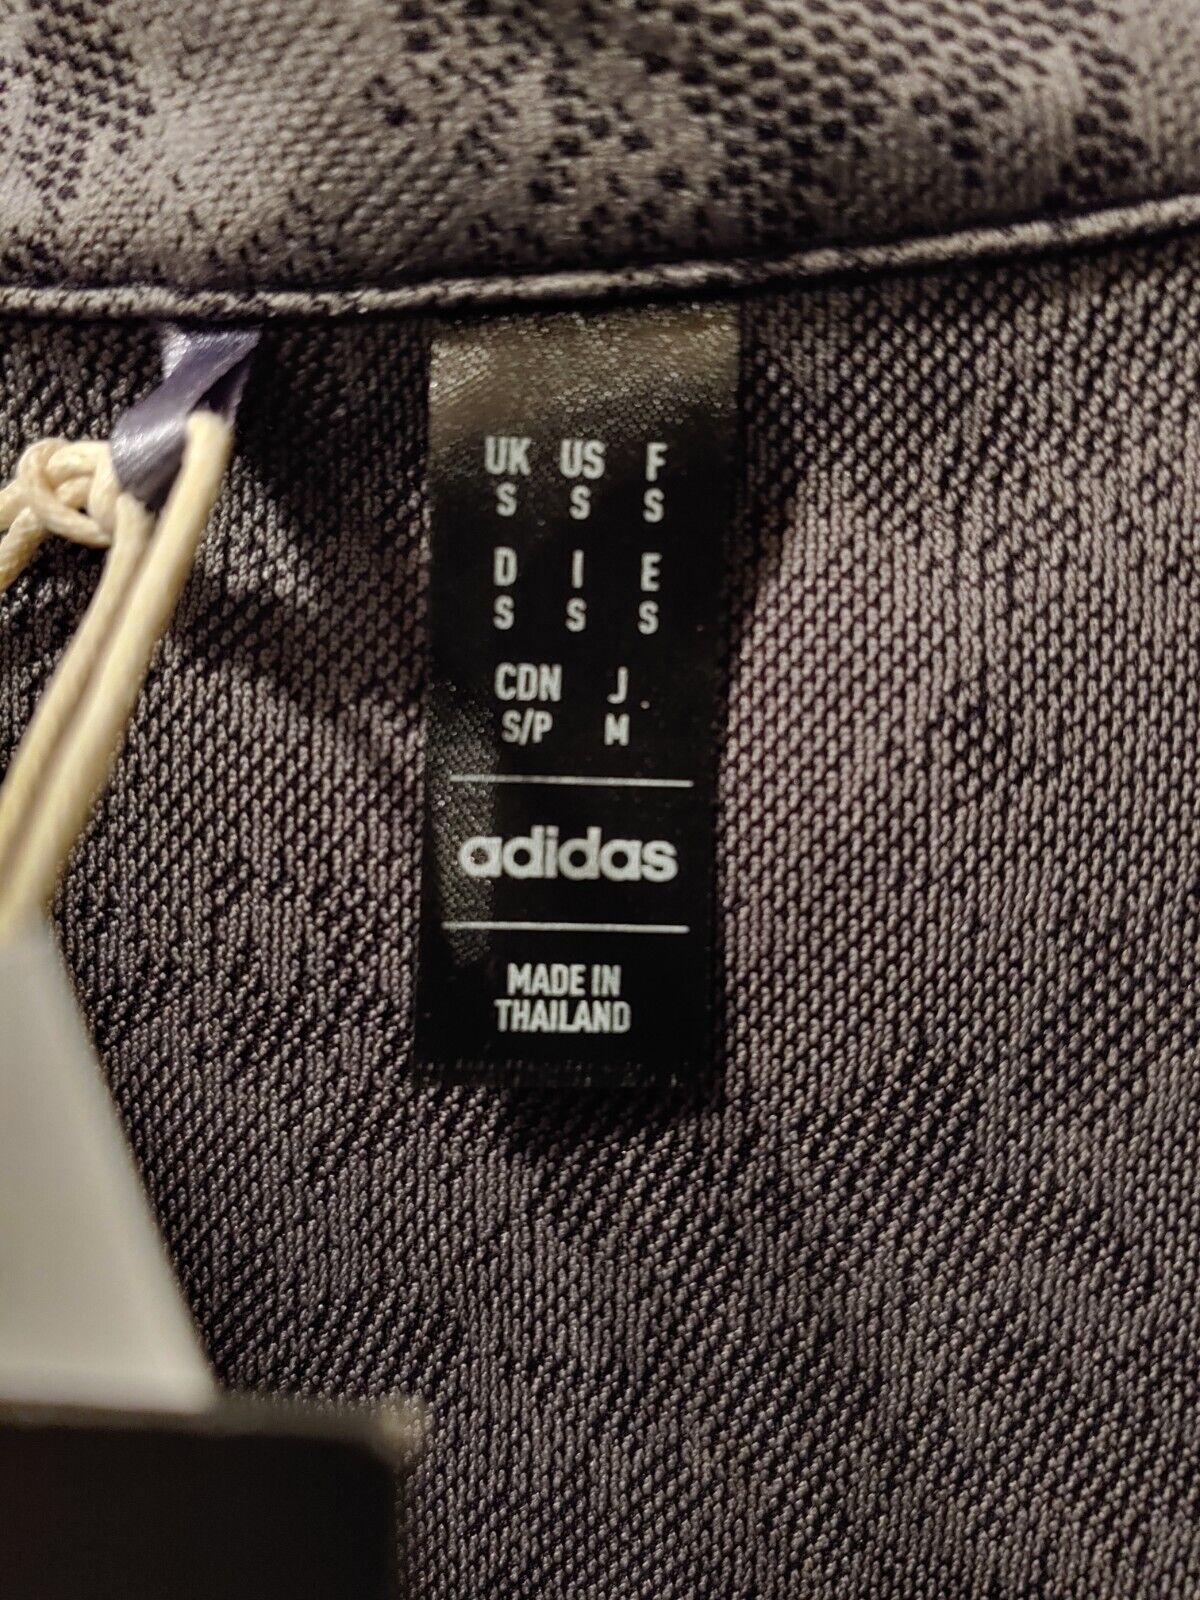 UK US F
S S S
D I E
S S S
CDN J
S/P M
adidas
MADE IN
THAILAND